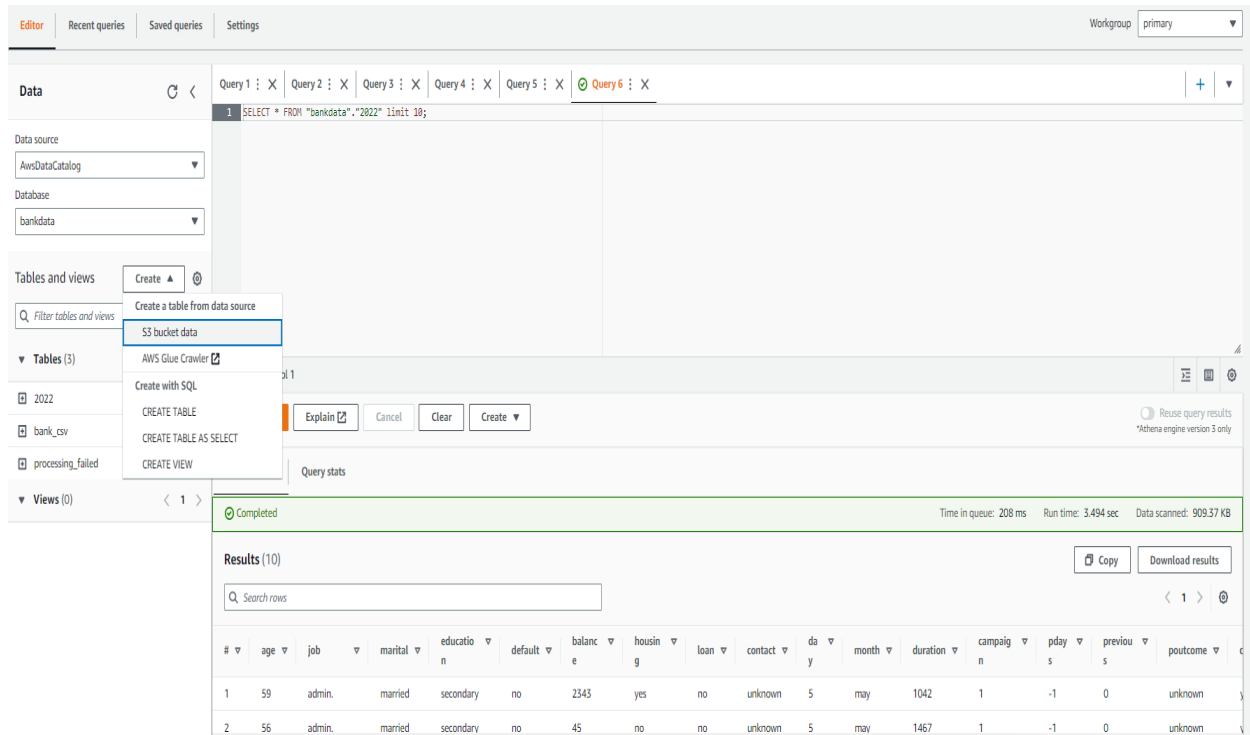 Editor Recent queries Saved queries Settings Workgroup primary
Data
Query 1 Query 2 Query 3 Query 4 Query 5 Query 6
1 SELECT * FROM "bankdata"."2022" limit 10;
Data source
AwsDataCatalog
Database
bankdata
Tables and views Create
Filter tables and views
Create a table from data source
S3 bucket data
AWS Glue Crawler
Create with SQL
CREATE TABLE
CREATE TABLE AS SELECT
CREATE VIEW
Tables (3)
2022
bank_csv
processing_failed
Views (0) 1
1
Explain Cancel Clear Create
Reuse query results
*Athena engine version 3 only
Query stats
Completed Time in queue: 208 ms Run time: 3.494 sec Data scanned: 909.37 KB
Results (10) Copy Download results
Search rows 1
# age job marital education default balance housing loan contact day month duration campaign pdays previous poutcome
1 59 admin. married secondary no 2343 yes no unknown 5 may 1042 1 -1 0 unknown
2 56 admin. married secondary no 45 no no unknown 5 may 1467 1 -1 0 unknown